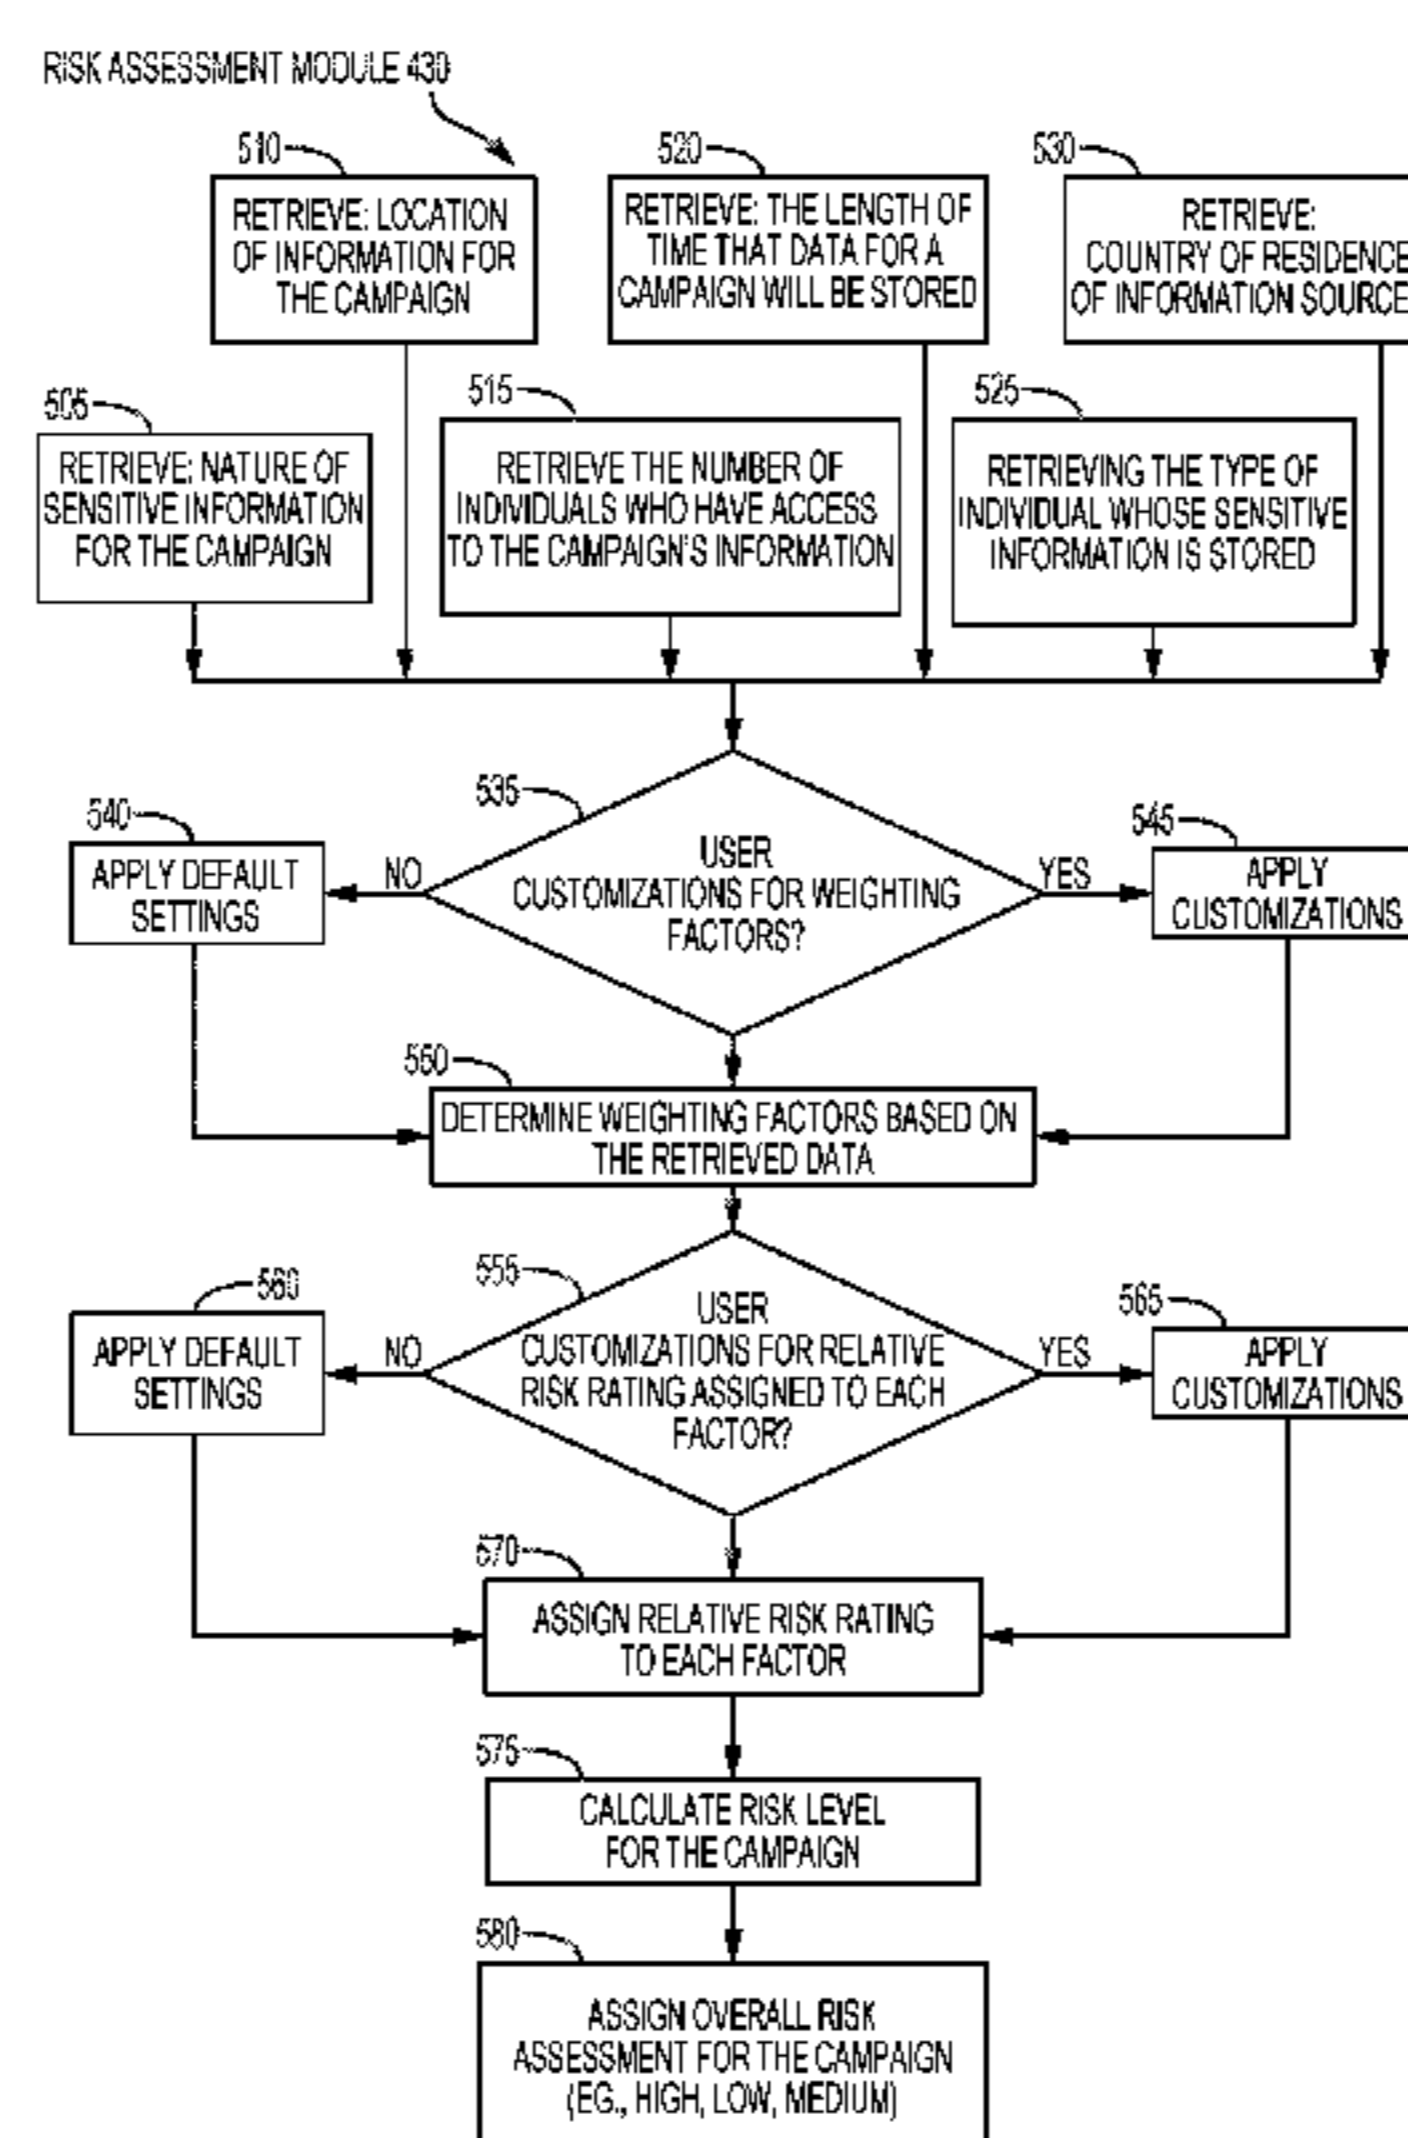 RISK ASSESSMENT MODULE 430
510
RETRIEVE: LOCATION
OF INFORMATION FOR
THE CAMPAIGN
520
RETRIEVE: THE LENGTH OF
TIME THAT DATA FOR A
CAMPAIGN WILL BE STORED
530
RETRIEVE:
COUNTRY OF RESIDENCE
OF INFORMATION SOURCE
505
RETRIEVE: NATURE OF
SENSITIVE INFORMATION
FOR THE CAMPAIGN
515
RETRIEVE THE NUMBER OF
INDIVIDUALS WHO HAVE ACCESS
TO THE CAMPAIGN'S INFORMATION
525
RETRIEVING THE TYPE OF
INDIVIDUAL WHOSE SENSITIVE
INFORMATION IS STORED
535
USER
CUSTOMIZATIONS FOR WEIGHTING
FACTORS?
NO
540
APPLY DEFAULT
SETTINGS
YES
545
APPLY
CUSTOMIZATIONS
550
DETERMINE WEIGHTING FACTORS BASED ON
THE RETRIEVED DATA
555
USER
CUSTOMIZATIONS FOR RELATIVE
RISK RATING ASSIGNED TO EACH
FACTOR?
NO
560
APPLY DEFAULT
SETTINGS
YES
565
APPLY
CUSTOMIZATIONS
570
ASSIGN RELATIVE RISK RATING
TO EACH FACTOR
575
CALCULATE RISK LEVEL
FOR THE CAMPAIGN
580
ASSIGN OVERALL RISK
ASSESSMENT FOR THE CAMPAIGN
(EG., HIGH, LOW, MEDIUM)